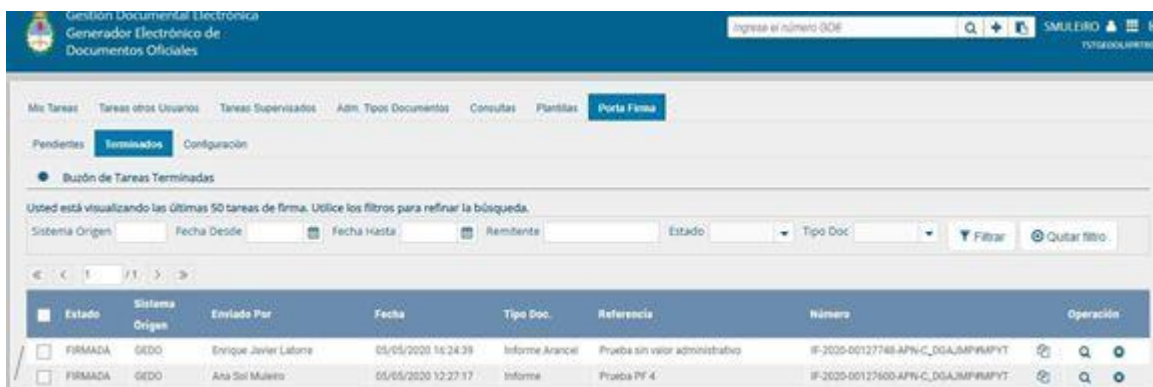 Gestión Documental Electrónica
Generador Electrónico de
Documentos Oficiales
Ingrese el número GDE
SMULEIRO
Mis Tareas Tareas otros Usuarios Tareas Supervisados Adm. Tipos Documentos Consultas Plantillas Porta Firma
Pendientes Terminados Configuración
Buzón de Tareas Terminadas
Usted está visualizando las últimas 50 tareas de firma. Utilice los filtros para refinar la búsqueda.
Sistema Origen Fecha Desde Fecha Hasta Remitente Estado Tipo Doc Filtrar Quitar filtro
1 /1
Estado Sistema Origen Enviado Por Fecha Tipo Doc. Referencia Número Operación
FIRMADA GEDO Enrique Javier Latorre 05/05/2020 16:24:39 Informe Arancel Prueba sin valor administrativo IF-2020-00127748-APN-C_DGAJMP#MPYT
FIRMADA GEDO Ana Sol Muleiro 05/05/2020 12:27:17 Informe Prueba PF 4 IF-2020-00127600-APN-C_DGAJMP#MPYT